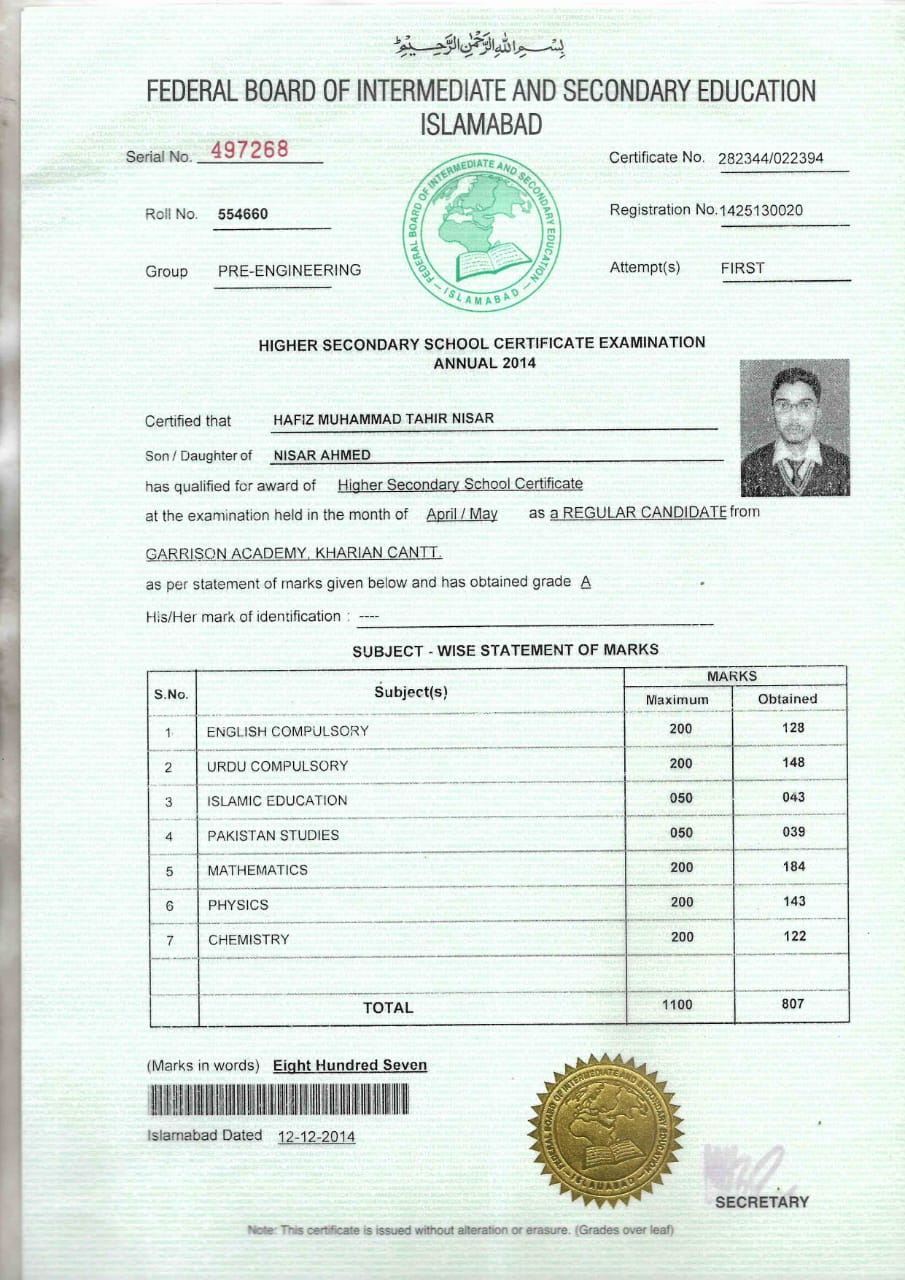 بسم الله الرحمن الرحيم
FEDERAL BOARD OF INTERMEDIATE AND SECONDARY EDUCATION
ISLAMABAD
Serial No. 497268
Certificate No. 282344/022394
FEDERAL BOARD OF INTERMEDIATE AND SECONDARY EDUCATION
ISLAMABAD
Roll No. 554660
Registration No. 1425130020
Group PRE-ENGINEERING
Attempt(s) FIRST
HIGHER SECONDARY SCHOOL CERTIFICATE EXAMINATION
ANNUAL 2014
Certified that HAFIZ MUHAMMAD TAHIR NISAR
Son / Daughter of NISAR AHMED
has qualified for award of Higher Secondary School Certificate
at the examination held in the month of April / May as a REGULAR CANDIDATE from
GARRISON ACADEMY, KHARIAN CANTT.
as per statement of marks given below and has obtained grade A
His/Her mark of identification : ----
SUBJECT - WISE STATEMENT OF MARKS
S.No. Subject(s) MARKS
Maximum Obtained
1 ENGLISH COMPULSORY 200 128
2 URDU COMPULSORY 200 148
3 ISLAMIC EDUCATION 050 043
4 PAKISTAN STUDIES 050 039
5 MATHEMATICS 200 184
6 PHYSICS 200 143
7 CHEMISTRY 200 122
TOTAL 1100 807
(Marks in words) Eight Hundred Seven
Islamabad Dated 12-12-2014
FEDERAL BOARD OF INTERMEDIATE AND SECONDARY EDUCATION
ISLAMABAD
SECRETARY
Note: This certificate is issued without alteration or erasure. (Grades over leaf)